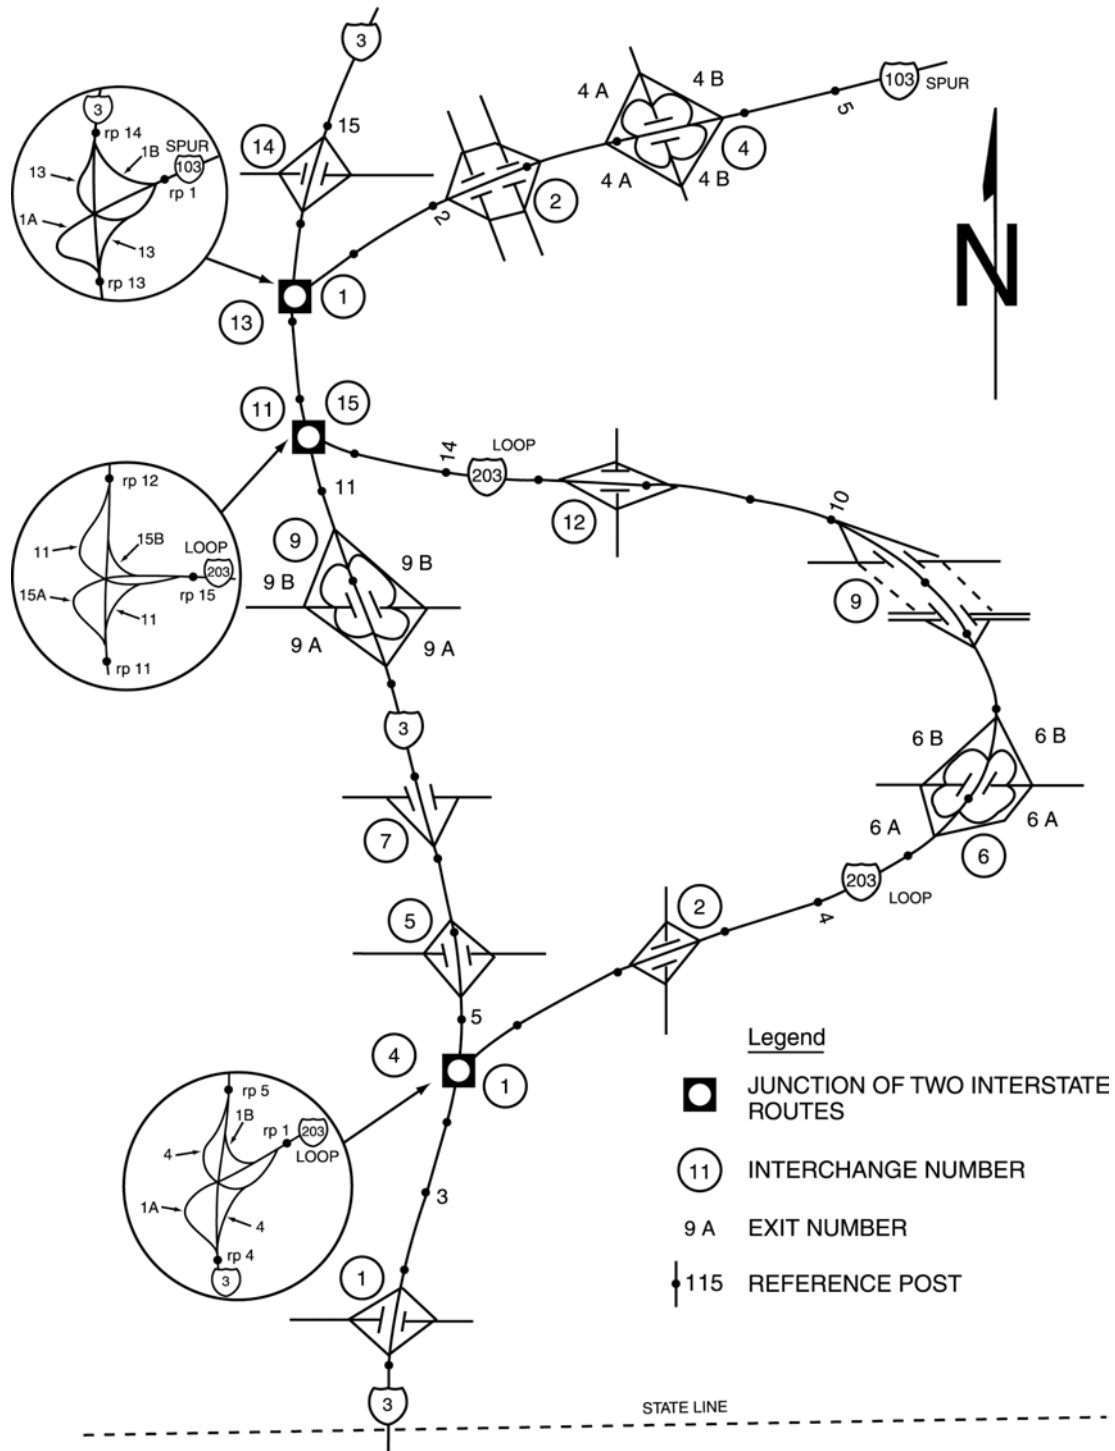 3
15
14
4 A
4 B
103
SPUR
5
4
4 A
4 B
2
2
3
rp 14
SPUR
1B
103
13
rp 1
1A
13
rp 13
1
13
N
11
15
14
LOOP
203
12
10
rp 12
11
15B
LOOP
203
15A
rp 15
11
rp 11
11
9
9 B
9 B
9 A
9 A
9
3
6 B
6 B
7
6 A
6 A
6
203
LOOP
4
5
2
5
4
1
rp 5
1B
rp 1
203
LOOP
4
1A
4
rp 4
3
3
1
3
Legend
JUNCTION OF TWO INTERSTATE
ROUTES
11 INTERCHANGE NUMBER
9 A EXIT NUMBER
115 REFERENCE POST
STATE LINE